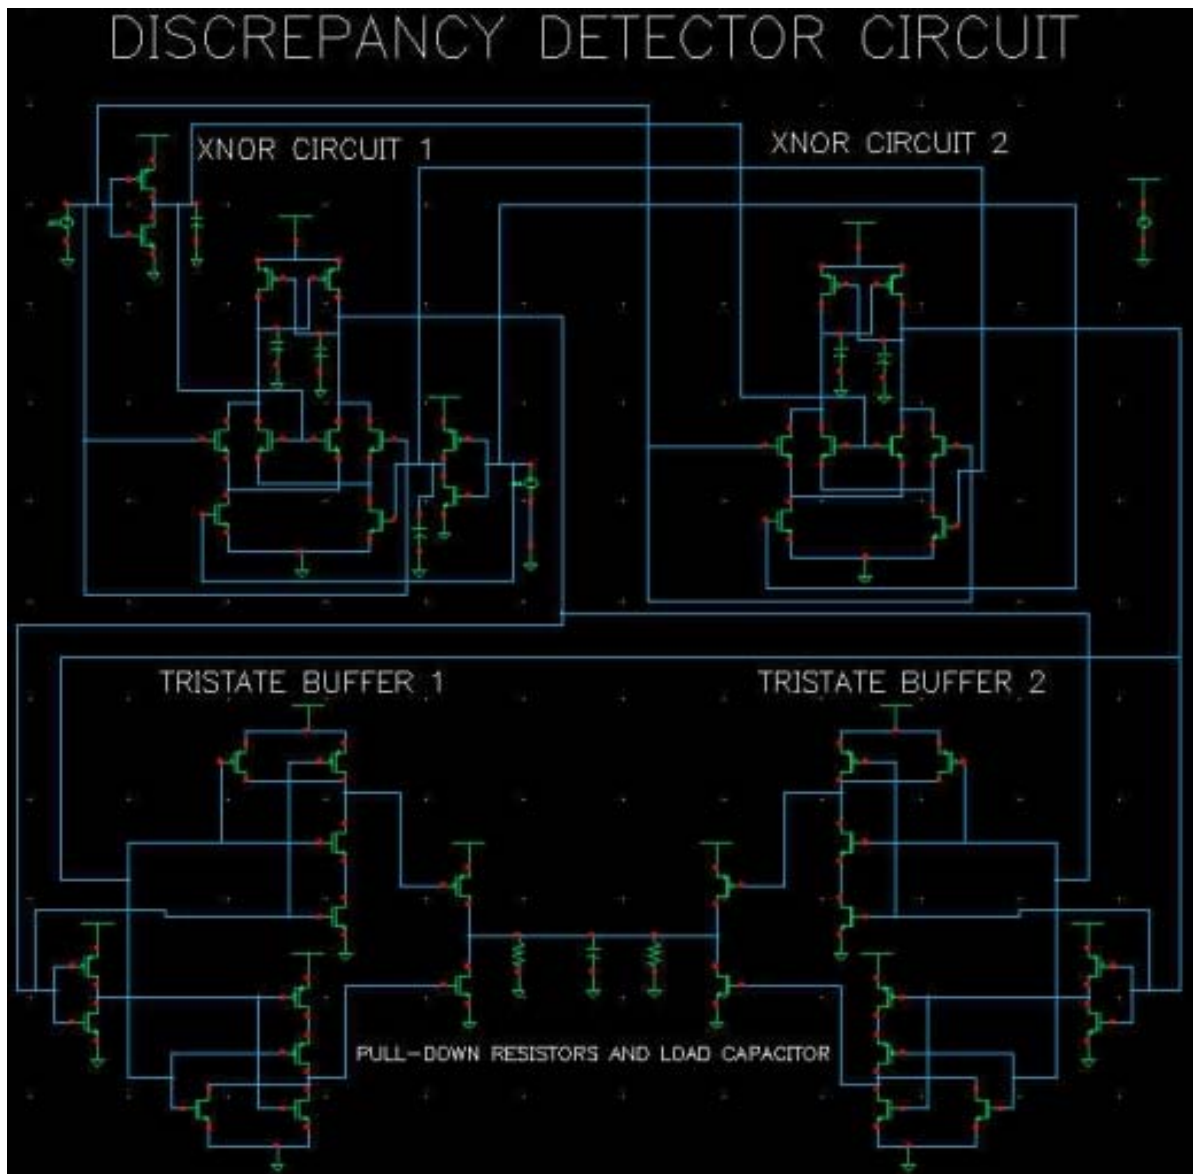 DISCREPANCY DETECTOR CIRCUIT
XNOR CIRCUIT 1
XNOR CIRCUIT 2
TRISTATE BUFFER 1
TRISTATE BUFFER 2
PULL-DOWN RESISTORS AND LOAD CAPACITOR